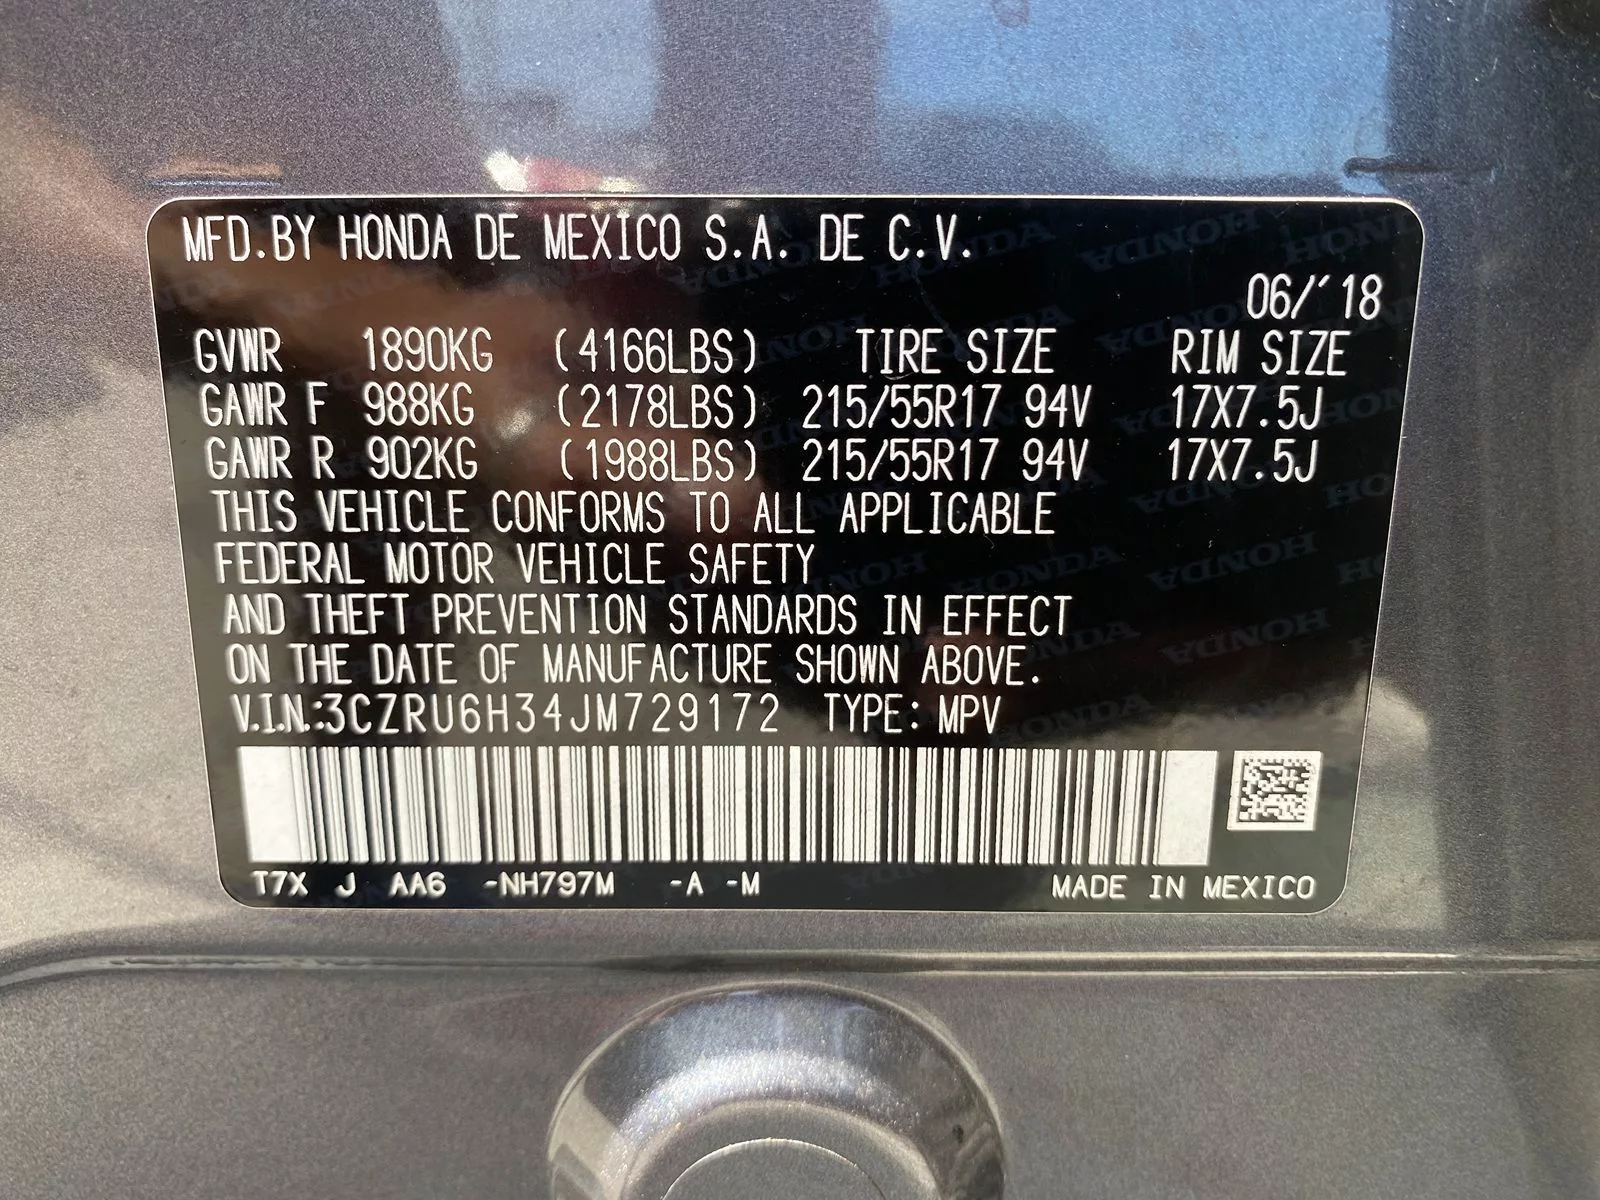 MFD.BY HONDA DE MEXICO S.A. DE C.V.
06/´18
GVWR 1890KG (4166LBS) TIRE SIZE RIM SIZE
GAWR F 988KG (2178LBS) 215/55R17 94V 17X7.5J
GAWR R 902KG (1988LBS) 215/55R17 94V 17X7.5J
THIS VEHICLE CONFORMS TO ALL APPLICABLE
FEDERAL MOTOR VEHICLE SAFETY
AND THEFT PREVENTION STANDARDS IN EFFECT
ON THE DATE OF MANUFACTURE SHOWN ABOVE.
V.I.N.:3CZRU6H34JM729172 TYPE: MPV
T7X J AA6 -NH797M -A -M MADE IN MEXICO